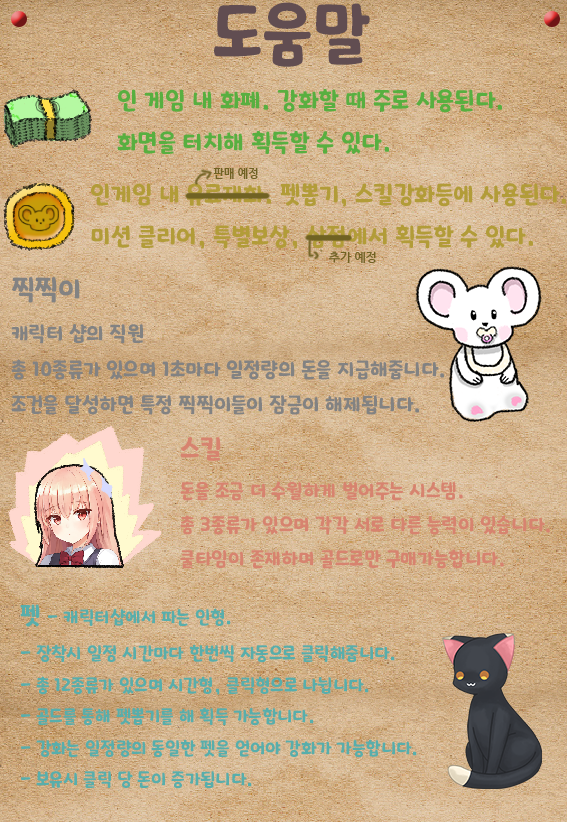 도움말
인 게임 내 화폐. 강화할 때 주로 사용된다.
화면을 터치해 획득할 수 있다.
판매 예정
인게임 내 유료재화. 펫뽑기, 스킬강화등에 사용된다.
미션 클리어, 특별보상, 상점에서 획득할 수 있다.
추가 예정
찍찍이
캐릭터 샵의 직원
총 10종류가 있으며 1초마다 일정량의 돈을 지급해줍니다.
조건을 달성하면 특정 찍찍이들이 잠금이 해제됩니다.
스킬
돈을 조금 더 수월하게 벌어주는 시스템.
총 3종류가 있으며 각각 서로 다른 능력이 있습니다.
쿨타임이 존재하며 골드로만 구매가능합니다.
펫 - 캐릭터샵에서 파는 인형.
- 장착시 일정 시간마다 한번씩 자동으로 클릭해줍니다.
- 총 12종류가 있으며 시간형, 클릭형으로 나뉩니다.
- 골드를 통해 펫뽑기를 해 획득 가능합니다.
- 강화는 일정량의 동일한 펫을 얻어야 강화가 가능합니다.
- 보유시 클릭 당 돈이 증가됩니다.